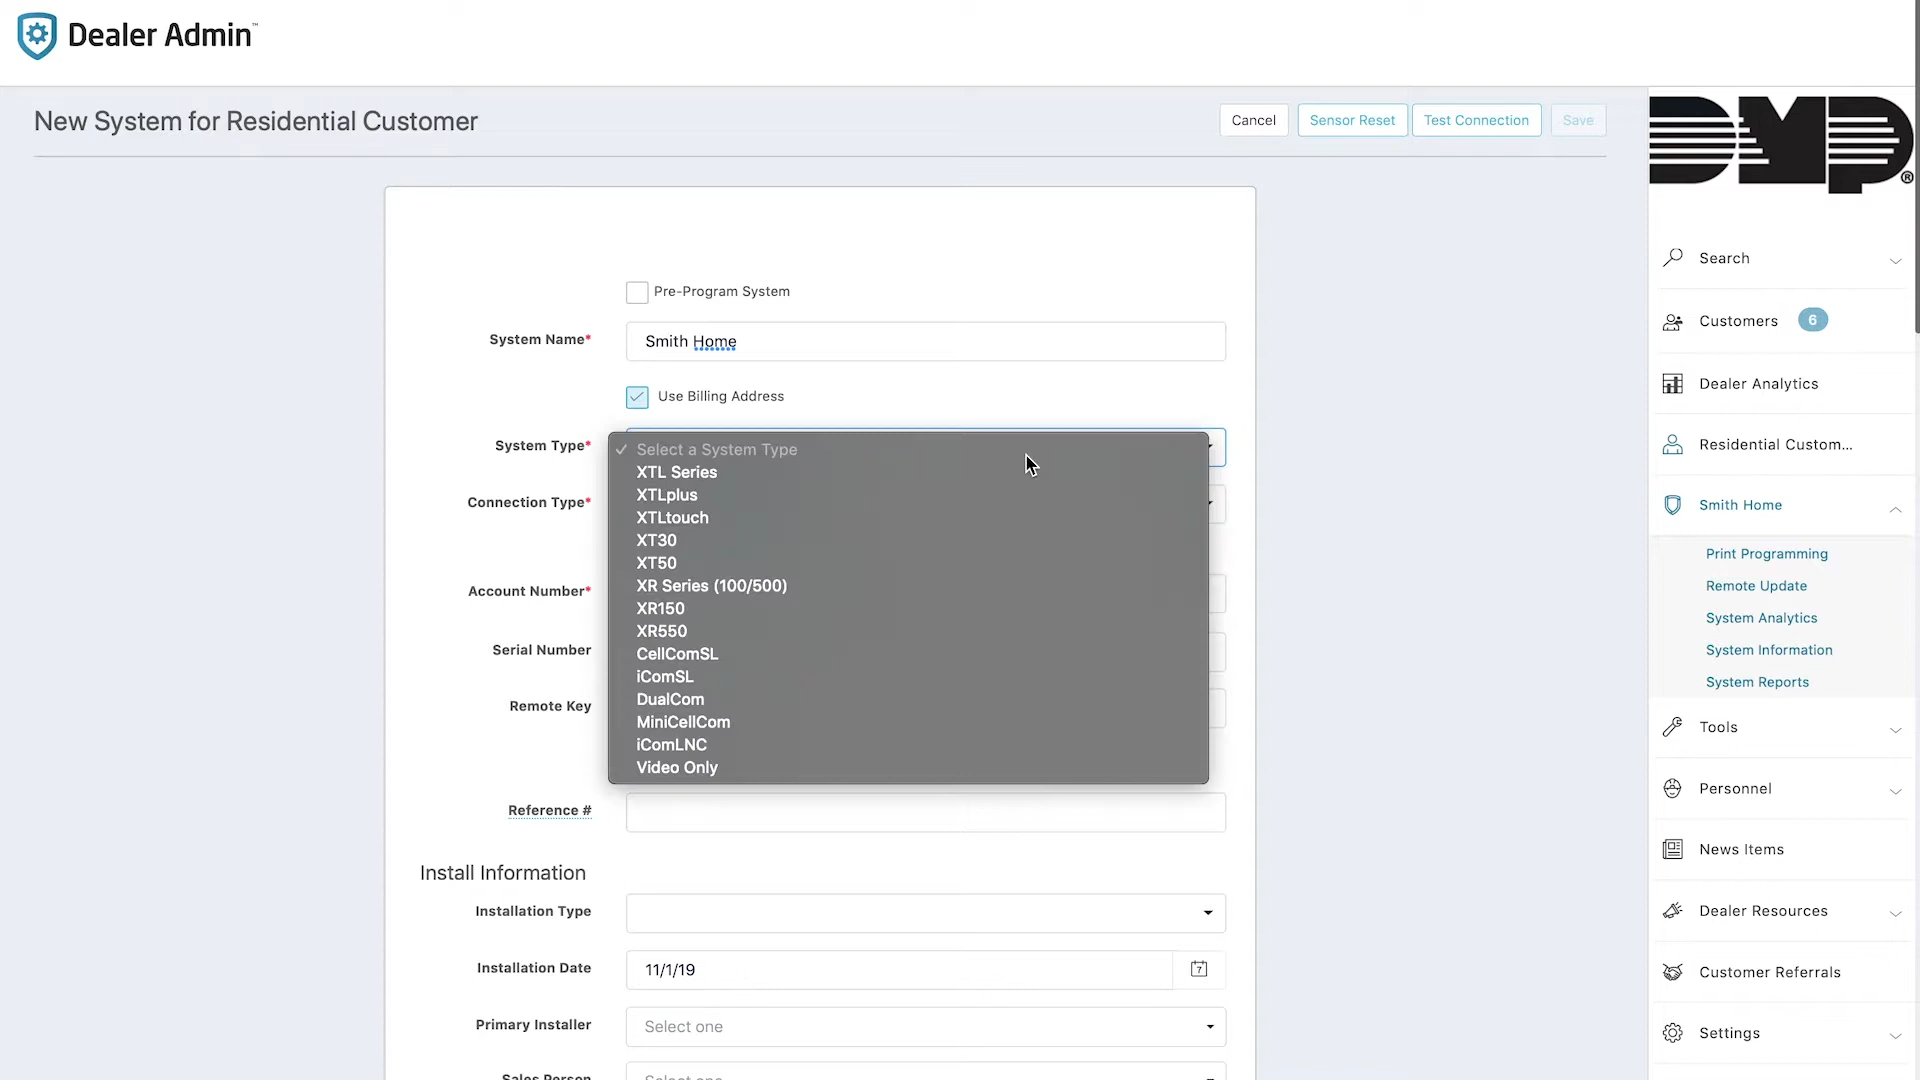 Dealer Admin™
New System for Residential Customer
Cancel
Sensor Reset
Test Connection
Save
DMP®
Pre-Program System
System Name*
Smith Home
Use Billing Address
System Type*
✓ Select a System Type
XTL Series
XTLplus
XTLtouch
XT30
XT50
XR Series (100/500)
XR150
XR550
CellComSL
iComSL
DualCom
MiniCellCom
iComLNC
Video Only
Connection Type*
Account Number*
Serial Number
Remote Key
Reference #
Install Information
Installation Type
Installation Date
11/1/19
7
Primary Installer
Select one
Sales Person
Select one
Search
Customers
6
Dealer Analytics
Residential Custom...
Smith Home
Print Programming
Remote Update
System Analytics
System Information
System Reports
Tools
Personnel
News Items
Dealer Resources
Customer Referrals
Settings